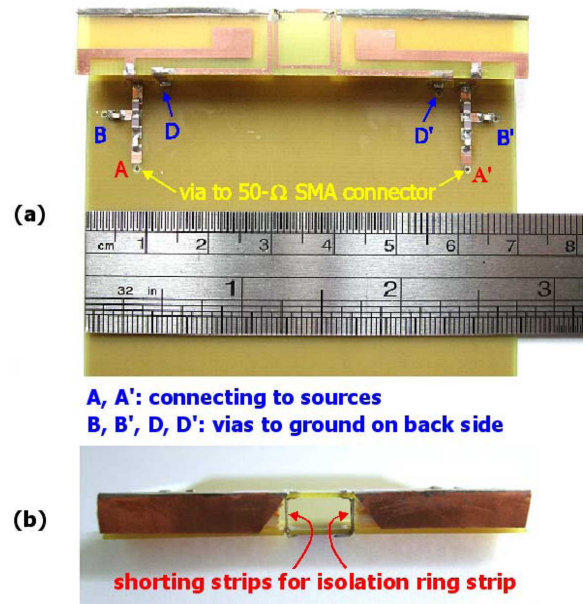 B D D' B'
A via to 50-Ω SMA connector A'
(a)
cm 1 2 3 4 5 6 7 8
32 in 1 2 3
A, A': connecting to sources
B, B', D, D': vias to ground on back side
(b)
shorting strips for isolation ring strip